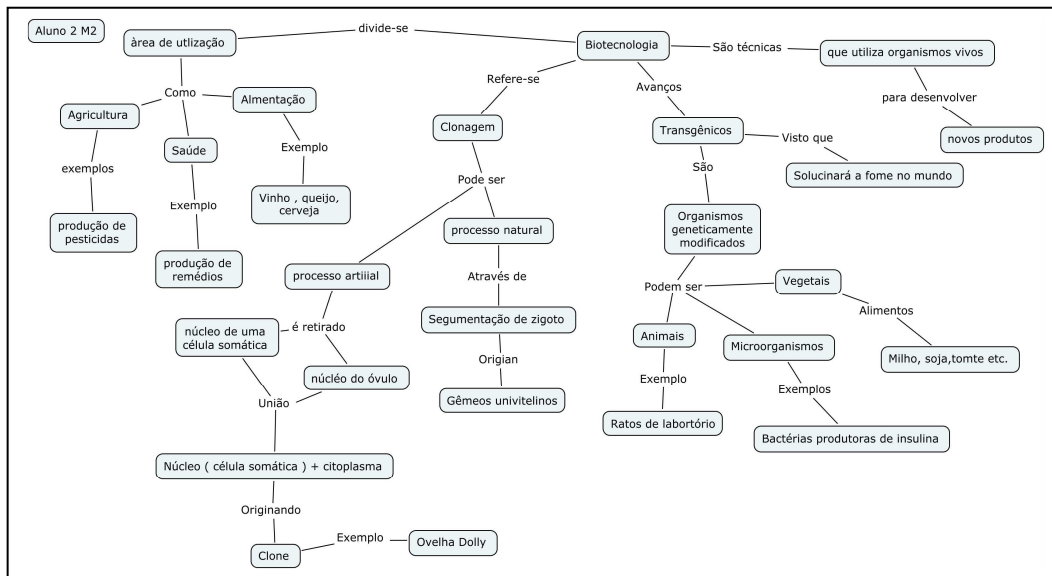 Aluno 2 M2
àrea de utlização
divide-se
Biotecnologia
São técnicas
que utiliza organismos vivos
para desenvolver
novos produtos
Como
Agricultura
exemplos
produção de
pesticidas
Saúde
Exemplo
produção de
remédios
Almentação
Exemplo
Vinho , queijo,
cerveja
Refere-se
Clonagem
Pode ser
processo artiiial
é retirado
núcleo de uma
célula somática
núcléo do óvulo
União
Núcleo ( célula somática ) + citoplasma
Originando
Clone
Exemplo
Ovelha Dolly
processo natural
Através de
Segumentação de zigoto
Origian
Gêmeos univitelinos
Avanços
Transgênicos
Visto que
Solucinará a fome no mundo
São
Organismos
geneticamente
modificados
Podem ser
Animais
Exemplo
Ratos de labortório
Microorganismos
Exemplos
Bactérias produtoras de insulina
Vegetais
Alimentos
Milho, soja,tomte etc.